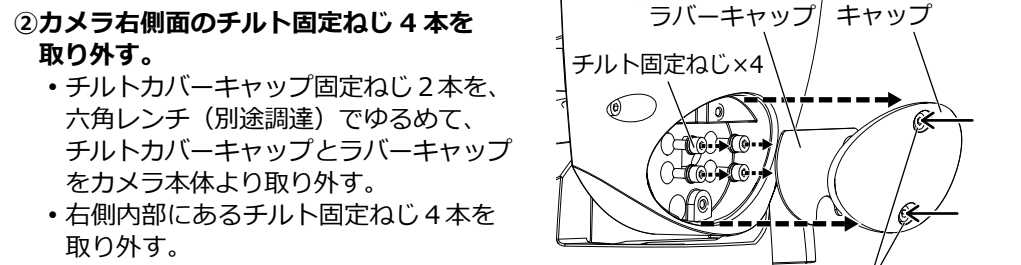 ②カメラ右側面のチルト固定ねじ 4 本を
取り外す。
• チルトカバーキャップ固定ねじ 2 本を、
六角レンチ（別途調達）でゆるめて、
チルトカバーキャップとラバーキャップ
をカメラ本体より取り外す。
• 右側内部にあるチルト固定ねじ 4 本を
取り外す。
ラバーキャップ
キャップ
チルト固定ねじ×4